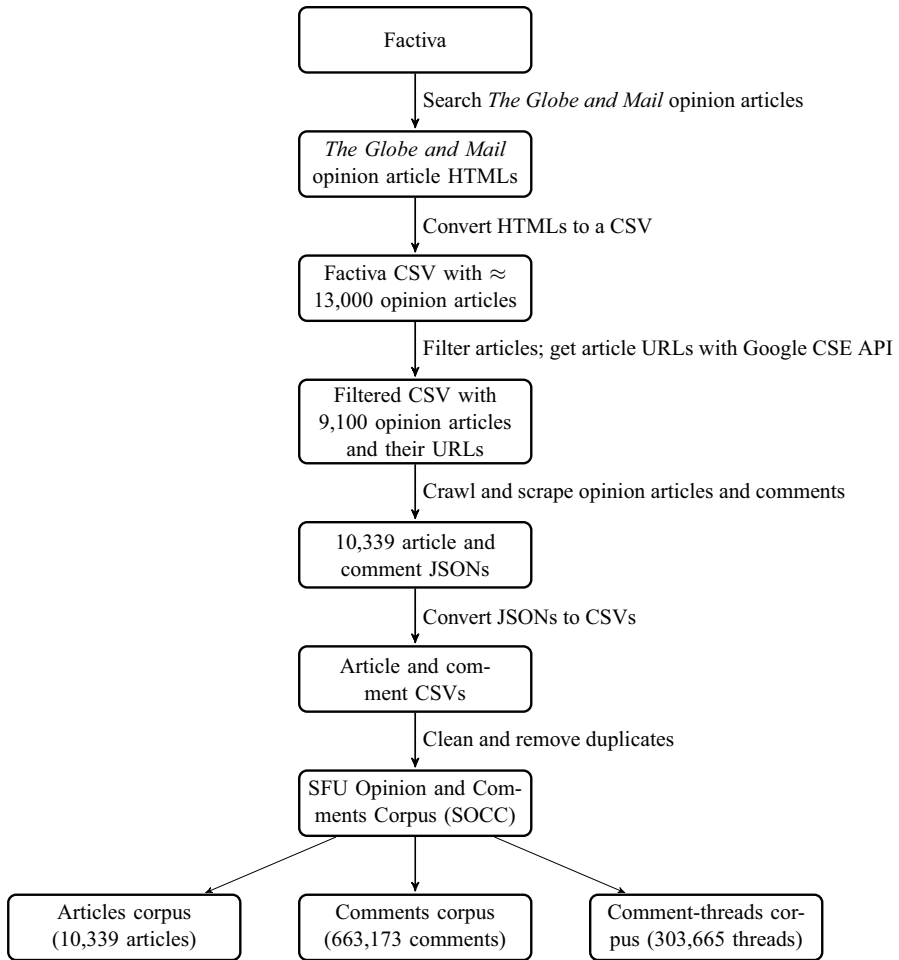 Factiva
Search The Globe and Mail opinion articles
The Globe and Mail
opinion article HTMLs
Convert HTMLs to a CSV
Factiva CSV with ≈
13,000 opinion articles
Filter articles; get article URLs with Google CSE API
Filtered CSV with
9,100 opinion articles
and their URLs
Crawl and scrape opinion articles and comments
10,339 article and
comment JSONs
Convert JSONs to CSVs
Article and com-
ment CSVs
Clean and remove duplicates
SFU Opinion and Com-
ments Corpus (SOCC)
Articles corpus
(10,339 articles)
Comments corpus
(663,173 comments)
Comment-threads cor-
pus (303,665 threads)